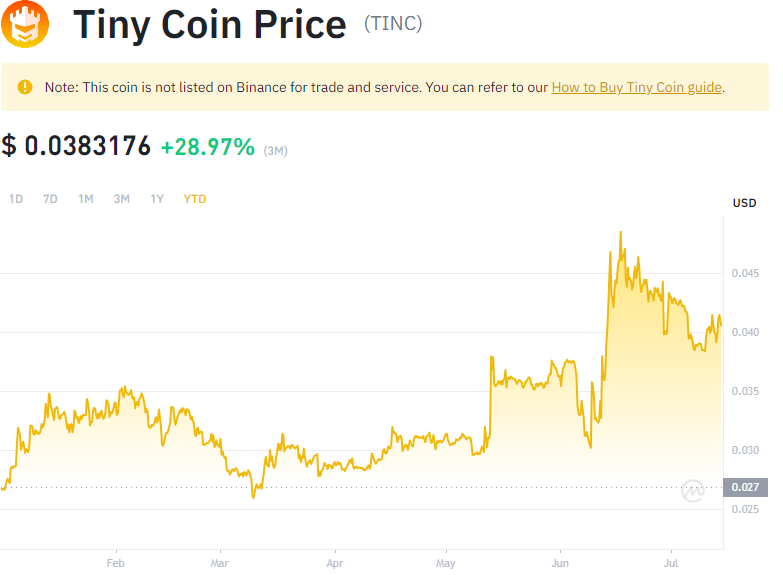 Tiny Coin Price (TINC)
Note: This coin is not listed on Binance for trade and service. You can refer to our How to Buy Tiny Coin guide.
$ 0.0383176 +28.97% (3M)
1D 7D 1M 3M 1Y YTD
USD
0.045
0.040
0.035
0.030
0.027
0.025
Feb Mar Apr May Jun Jul